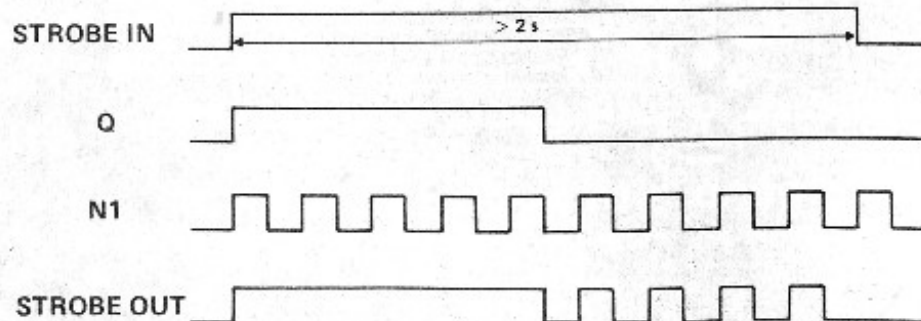 STROBE IN
> 2 s
Q
N1
STROBE OUT